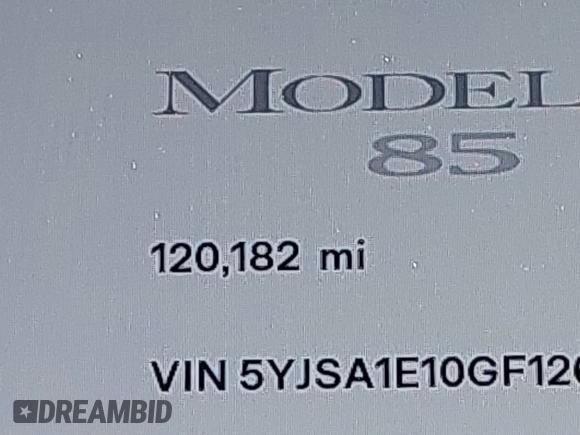 MODEL
85
120,182 mi
VIN 5YJSA1E10GF12
DREAMBID